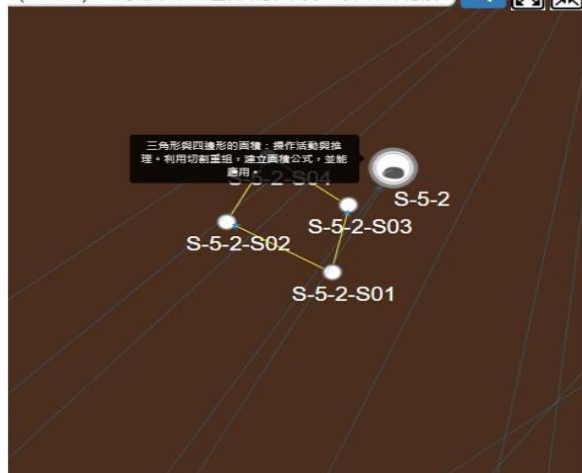 三角形與四邊形的面積：操作活動與推
理。利用切割重組，建立面積公式，並能
應用。
S-5-2-S04
S-5-2
S-5-2-S03
S-5-2-S02
S-5-2-S01